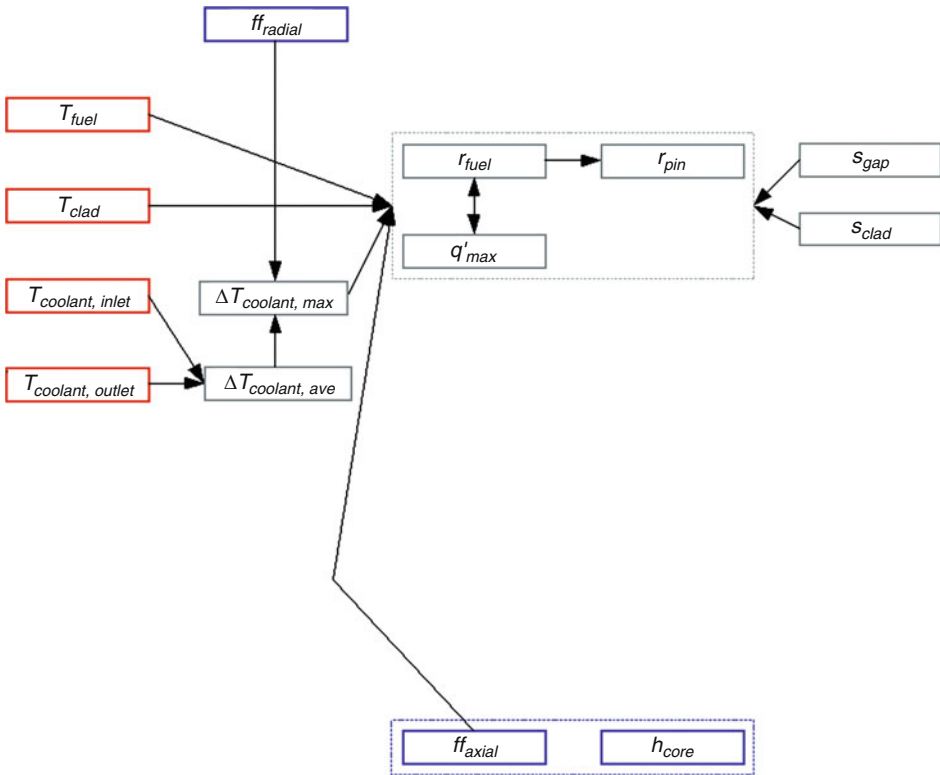 ff_radial
T_fuel
r_fuel
r_pin
s_gap
T_clad
s_clad
q'_max
T_coolant, inlet
ΔT_coolant, max
T_coolant, outlet
ΔT_coolant, ave
ff_axial
h_core